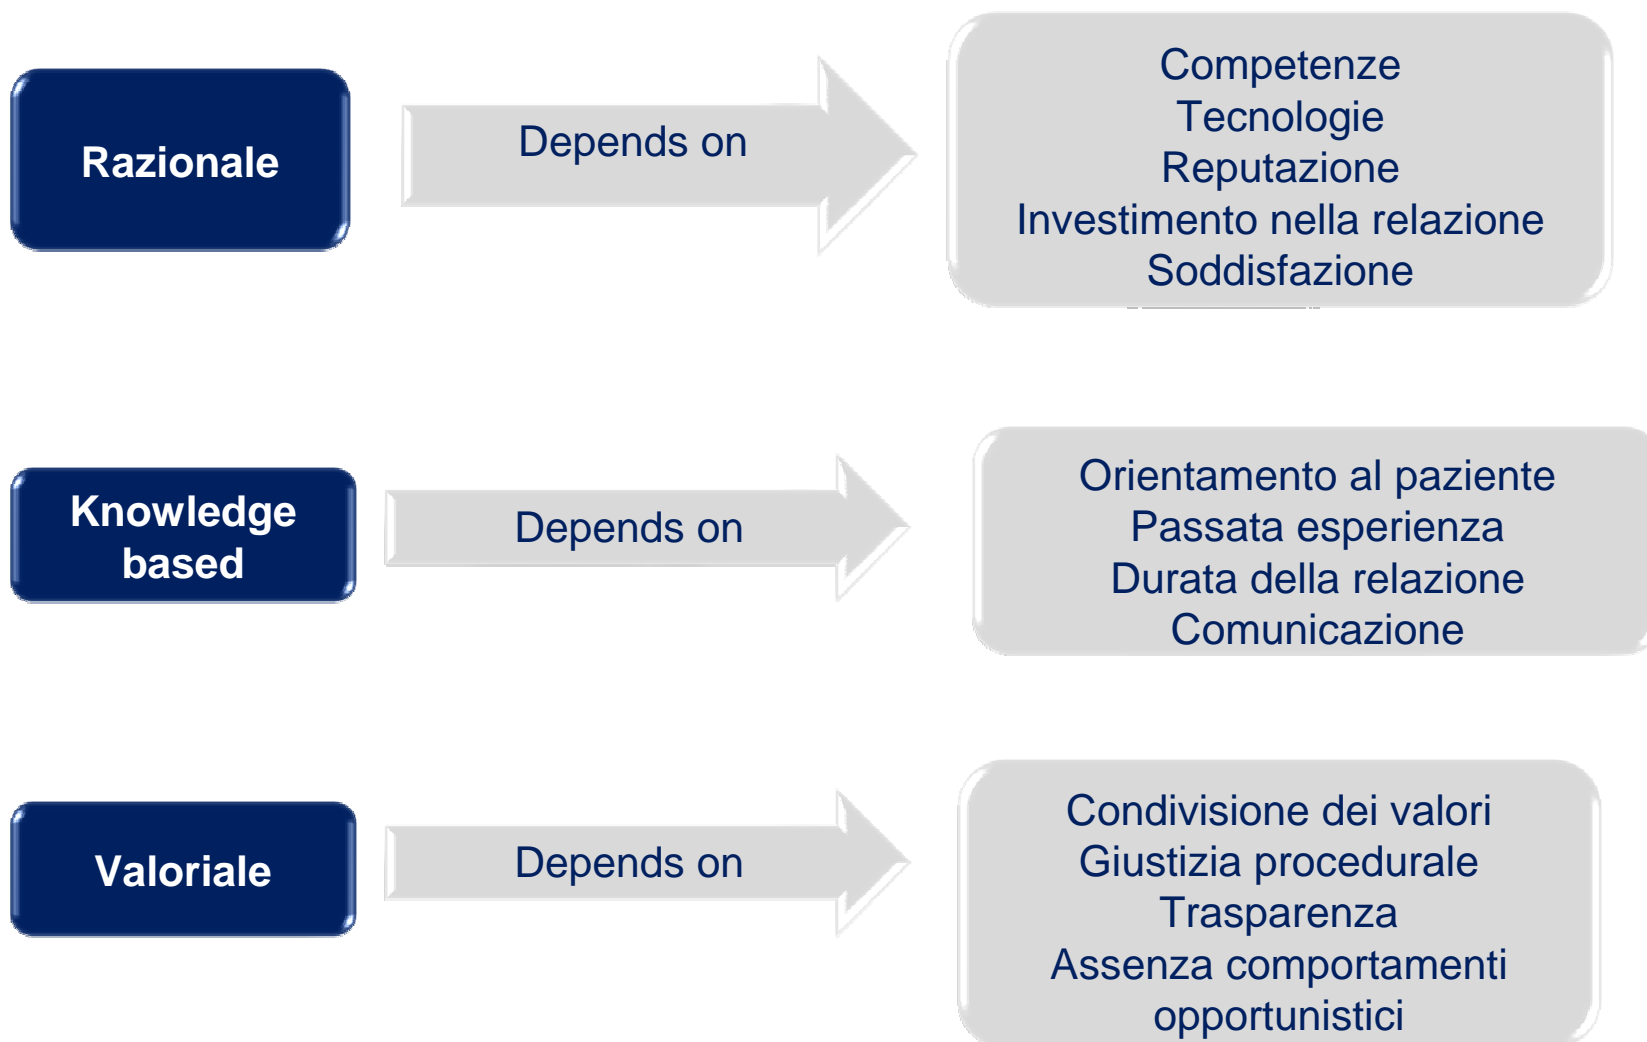 Razionale
Depends on
Competenze
Tecnologie
Reputazione
Investimento nella relazione
Soddisfazione
Knowledge
based
Depends on
Orientamento al paziente
Passata esperienza
Durata della relazione
Comunicazione
Valoriale
Depends on
Condivisione dei valori
Giustizia procedurale
Trasparenza
Assenza comportamenti
opportunistici